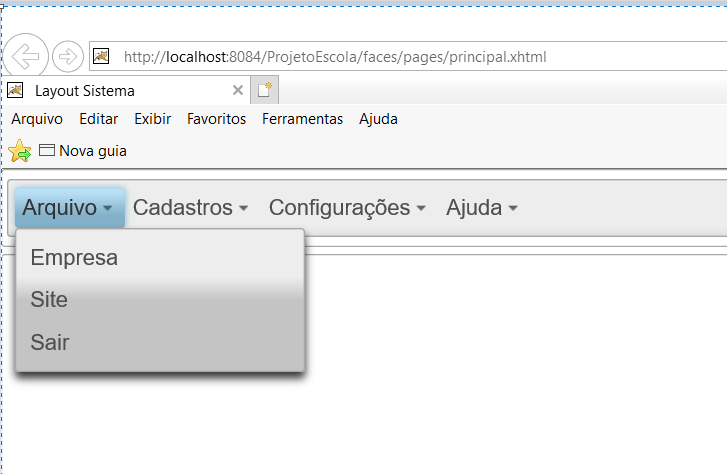 http://localhost:8084/ProjetoEscola/faces/pages/principal.xhtml
Layout Sistema
Arquivo Editar Exibir Favoritos Ferramentas Ajuda
Nova guia
Arquivo Cadastros Configurações Ajuda
Empresa
Site
Sair